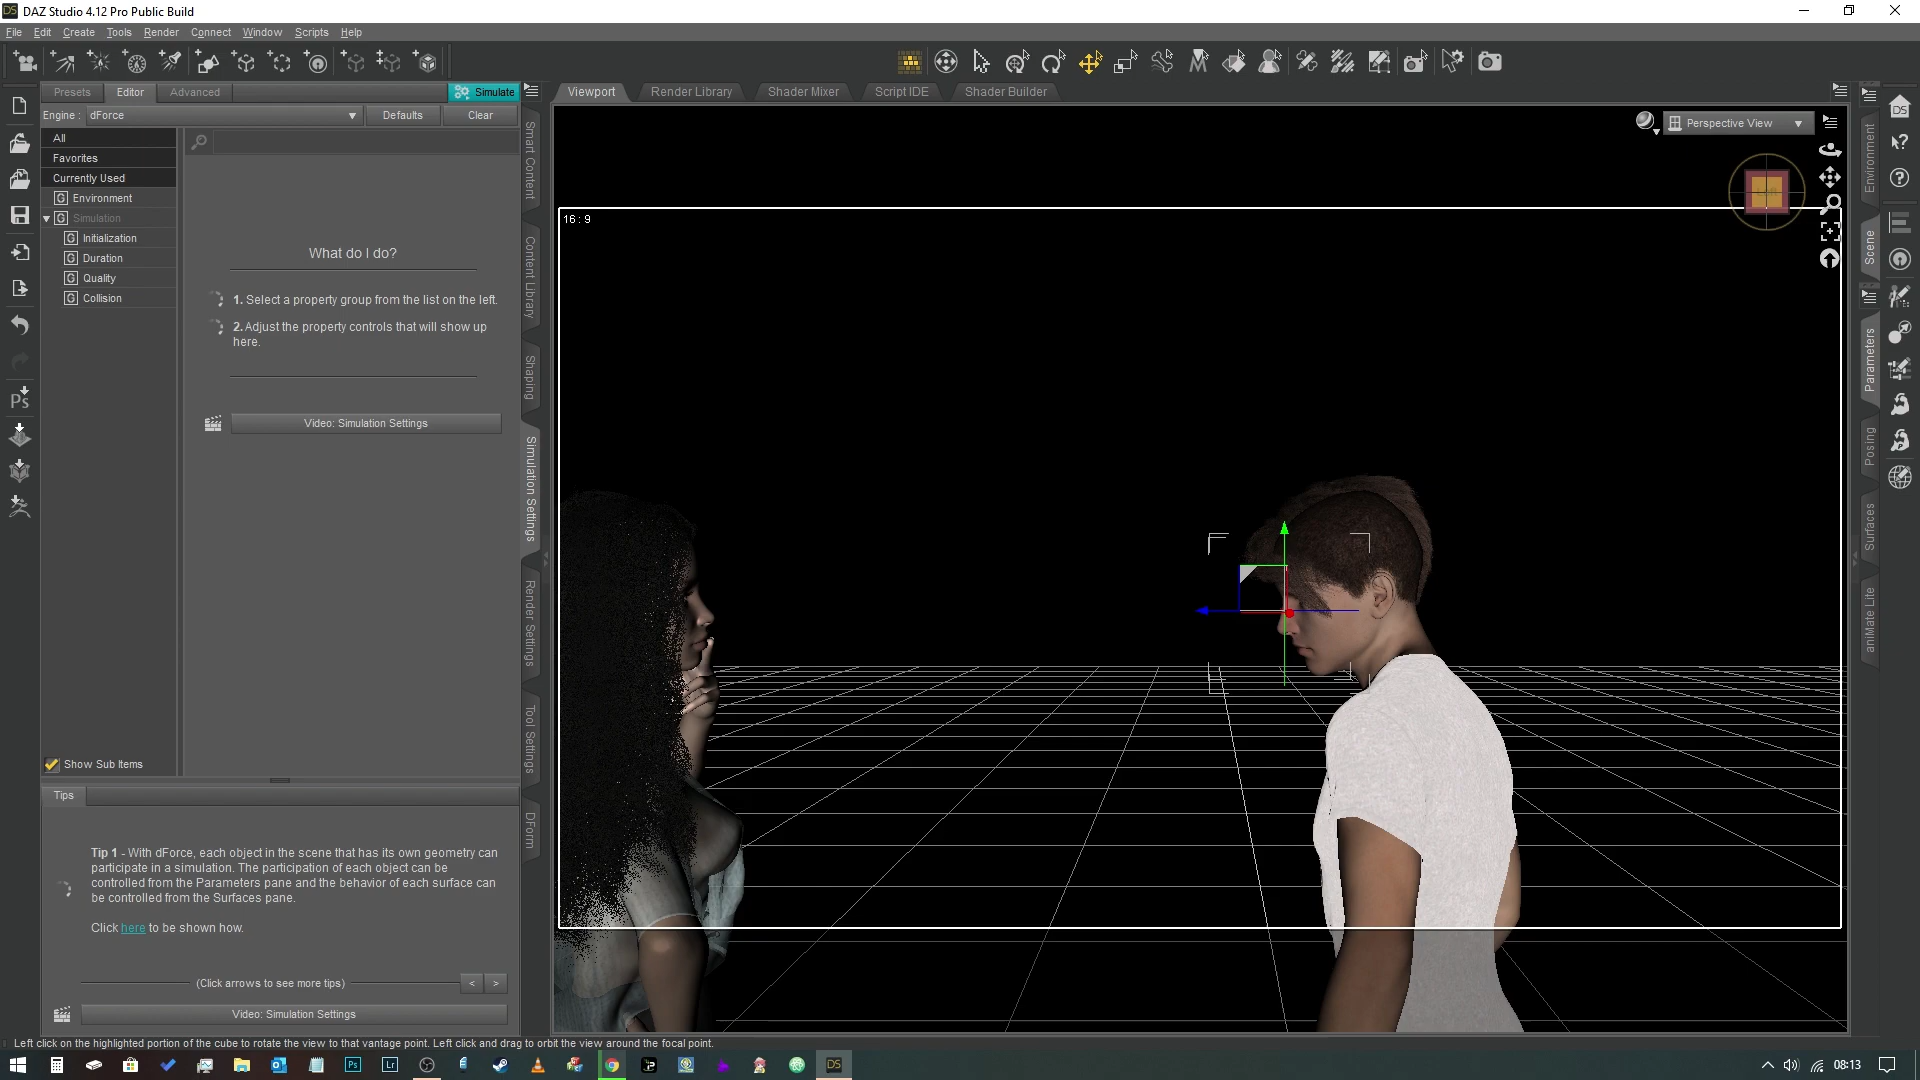 DAZ Studio 4.12 Pro Public Build
File Edit Create Tools Render Connect Window Scripts Help
Presets Editor Advanced Simulate
Engine : dForce Defaults Clear
All
Favorites
Currently Used
Environment
Simulation
Initialization
Duration
Quality
Collision
Show Sub Items
What do I do?
1. Select a property group from the list on the left.
2. Adjust the property controls that will show up
here.
Video: Simulation Settings
Tips
Tip 1 - With dForce, each object in the scene that has its own geometry can
participate in a simulation. The participation of each object can be
controlled from the Parameters pane and the behavior of each surface can
be controlled from the Surfaces pane.
Click here to be shown how.
(Click arrows to see more tips) < >
Video: Simulation Settings
Smart Content
Content Library
Shaping
Simulation Settings
Render Settings
Tool Settings
DForm
Viewport Render Library Shader Mixer Script IDE Shader Builder
Perspective View
16 : 9
Environment
Scene
Parameters
Posing
Surfaces
aniMate Lite
Left click on the highlighted portion of the cube to rotate the view to that vantage point. Left click and drag to orbit the view around the focal point.
08:13